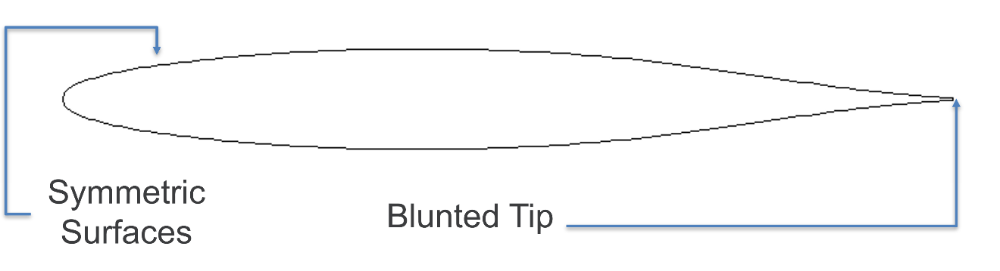 Symmetric
Surfaces
Blunted Tip